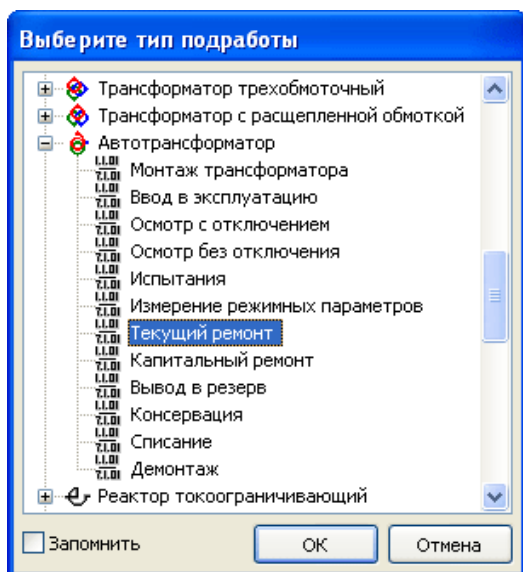 Выберите тип подработы
Трансформатор трехобмоточный
Трансформатор с расщепленной обмоткой
Автотрансформатор
Монтаж трансформатора
Ввод в эксплуатацию
Осмотр с отключением
Осмотр без отключения
Испытания
Измерение режимных параметров
Текущий ремонт
Капитальный ремонт
Вывод в резерв
Консервация
Списание
Демонтаж
Реактор токоограничивающий
Запомнить
ОК
Отмена